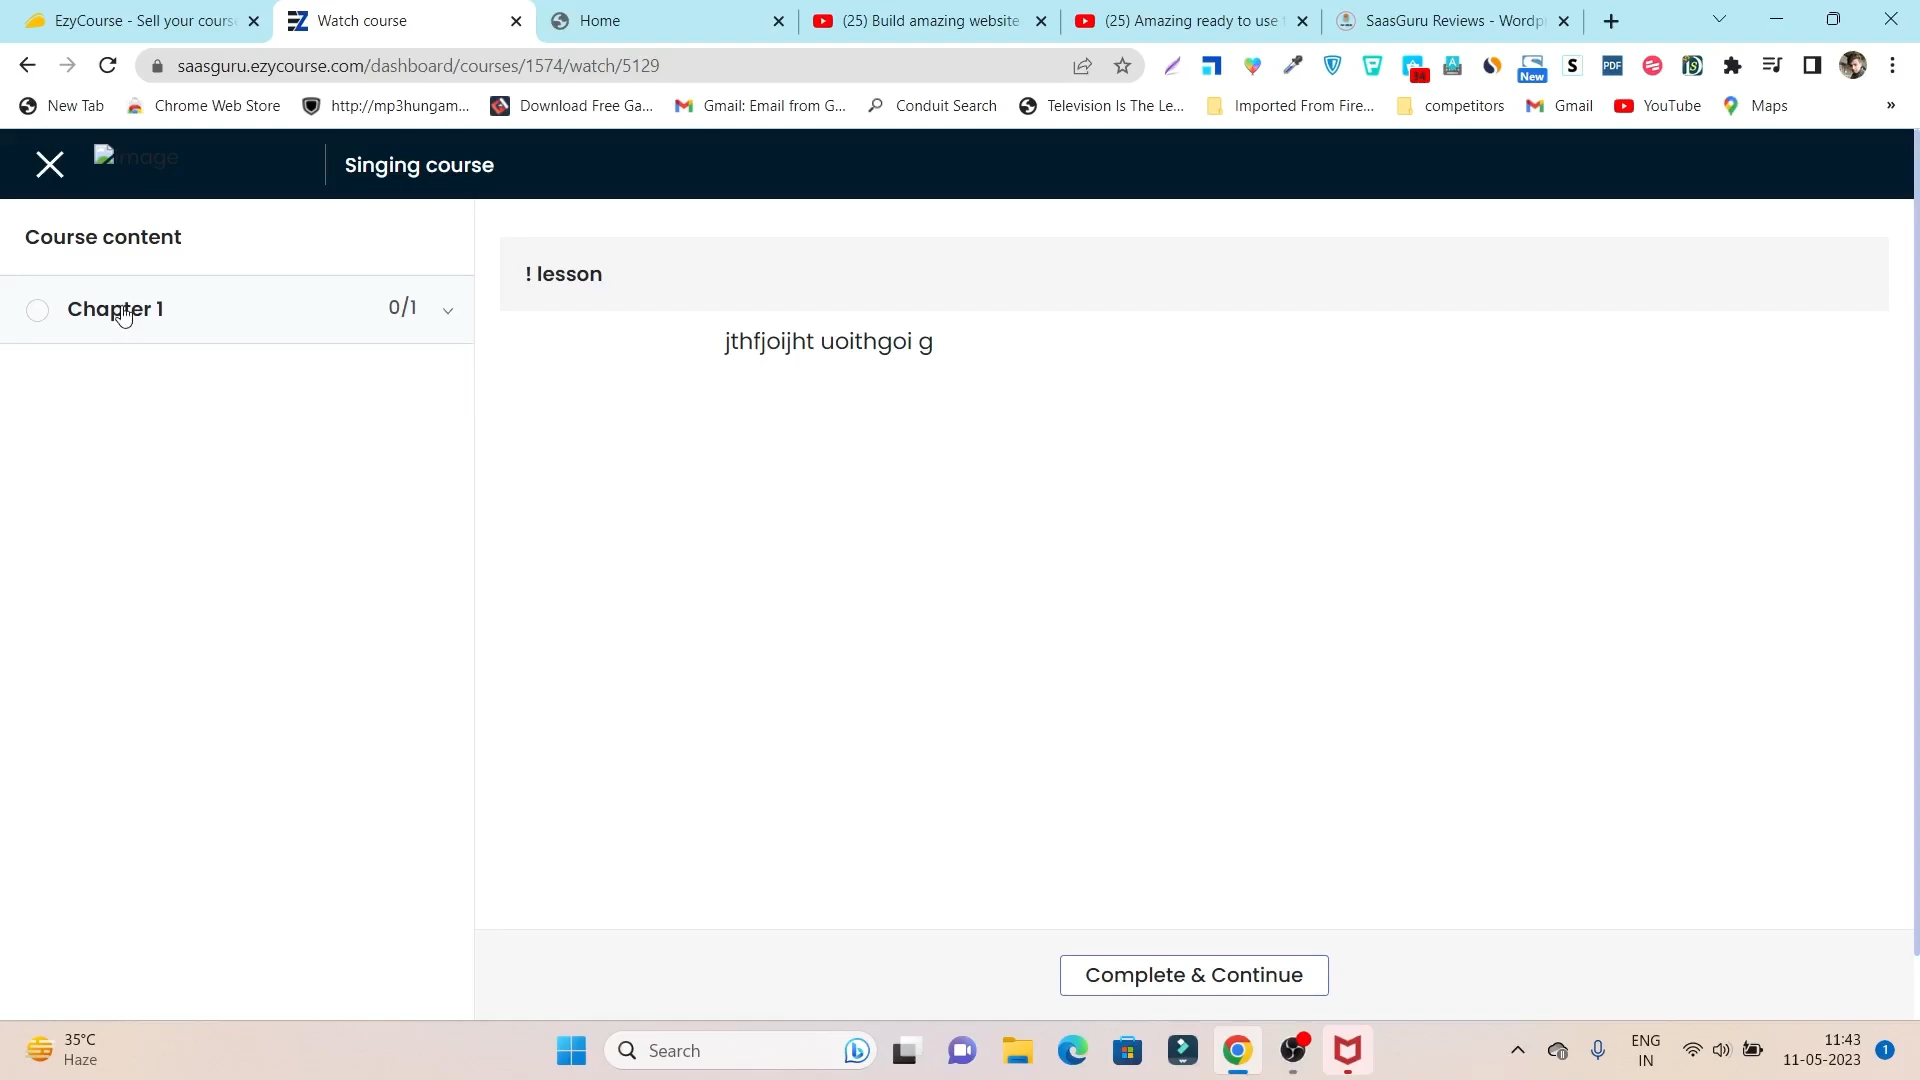 EzyCourse - Sell your cours
Watch course
Home
(25) Build amazing website
(25) Amazing ready to use
SaasGuru Reviews - Wordp
saasguru.ezycourse.com/dashboard/courses/1574/watch/5129
34
New
S
PDF
New Tab
Chrome Web Store
http://mp3hungam...
Download Free Ga...
Gmail: Email from G...
Conduit Search
Television Is The Le...
Imported From Fire...
competitors
Gmail
YouTube
Maps
»
image
Singing course
Course content
! lesson
Chapter 1
0/1
jthfjoijht uoithgoi g
Complete & Continue
35°C
Haze
Search
ENG
IN
11:43
11-05-2023
1